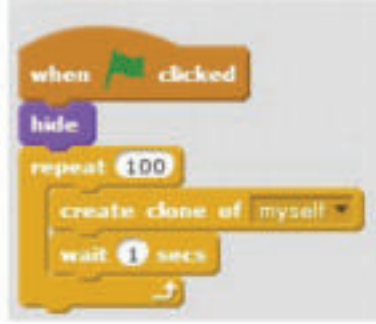 when clicked
hide
repeat 100
create clone of myself
wait 1 secs